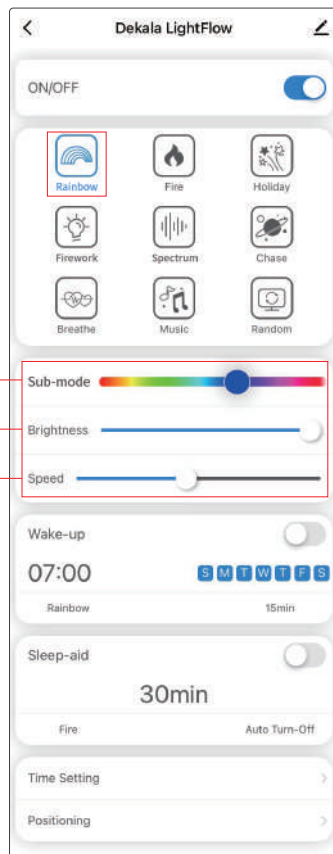 Dekala LightFlow
ON/OFF
Rainbow Fire Holiday
Firework Spectrum Chase
Breathe Music Random
Sub-mode
Brightness
Speed
Wake-up
07:00 S M T W T F S
Rainbow 15min
Sleep-aid
30min
Fire Auto Turn-Off
Time Setting
Positioning